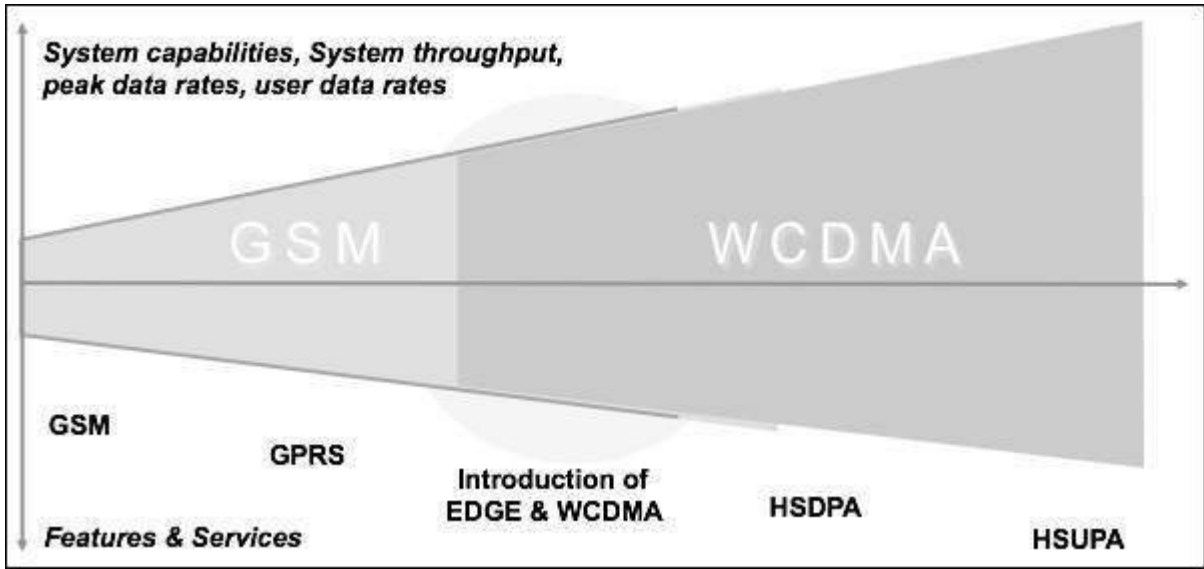 System capabilities, System throughput,
peak data rates, user data rates
GSM
WCDMA
GSM
GPRS
Introduction of
EDGE & WCDMA
HSDPA
HSUPA
Features & Services